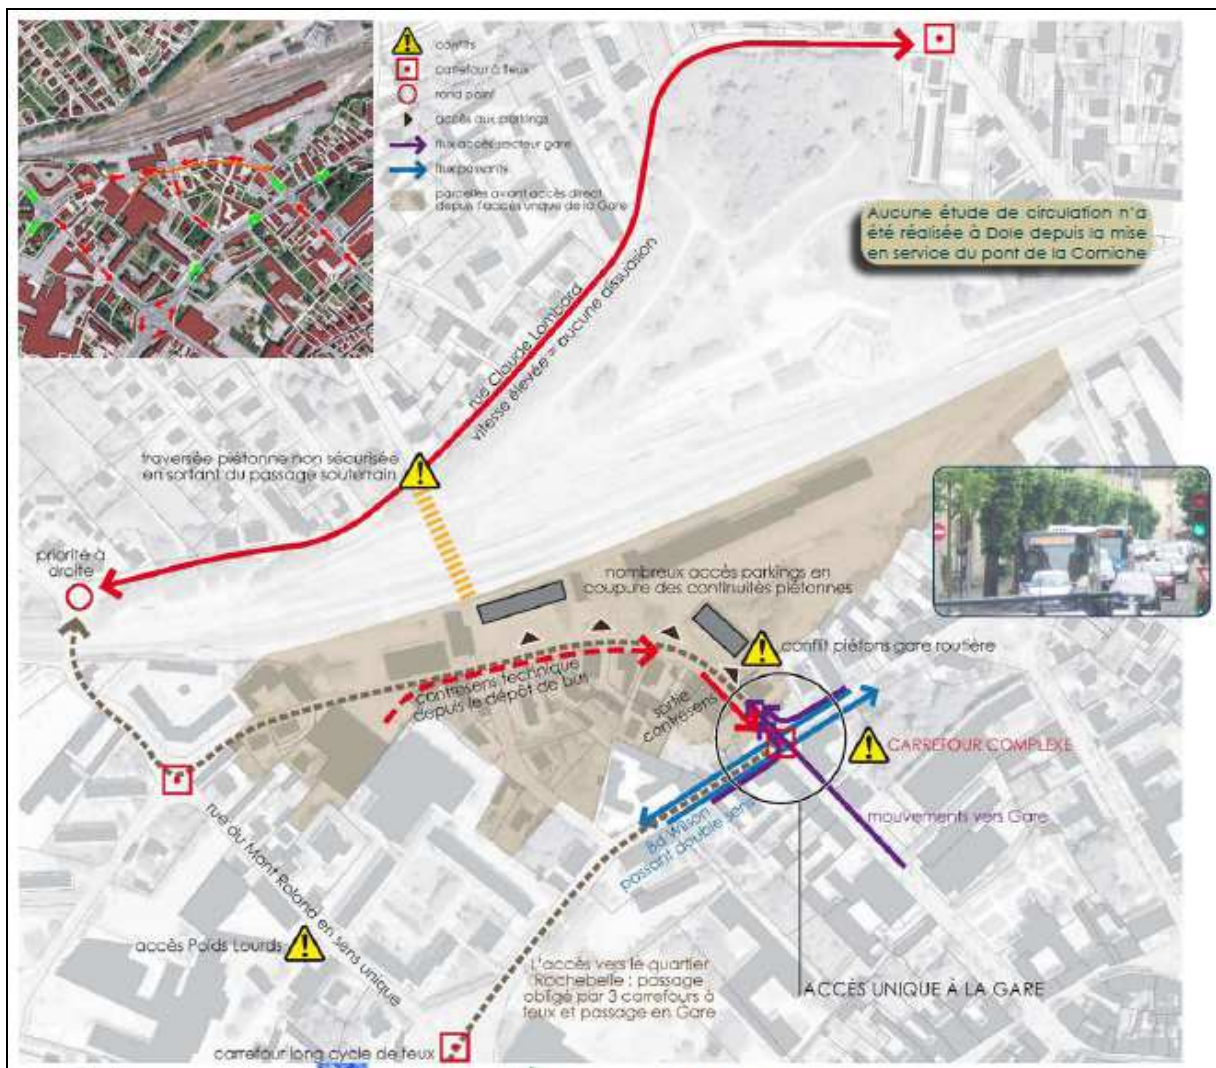 conflits
carrefour à feux
rond point
accès aux parkings
flux accès secteur gare
flux passants
parcelles ayant accès direct
depuis l'accès unique de la Gare
Aucune étude de circulation n'a
été réalisée à Dole depuis la mise
en service du pont de la Corniche
rue Claude Lombard
vitesse élevée = aucune dissuasion
traversée piétonne non sécurisée
en sortant du passage souterrain
priorité à
droite
nombreux accès parkings en
coupure des continuités piétonnes
conflit piétons gare routière
contresens technique
depuis le dépôt de bus
sortie
contresens
CARREFOUR COMPLEXE
mouvements vers Gare
Bd Wilson
passant double sens
rue du Mont Roland en sens unique
accès Poids Lourds
L'accès vers le quartier
Rochebelle : passage
obligé par 3 carrefours à
feux et passage en Gare
ACCÈS UNIQUE À LA GARE
carrefour long cycle de feux